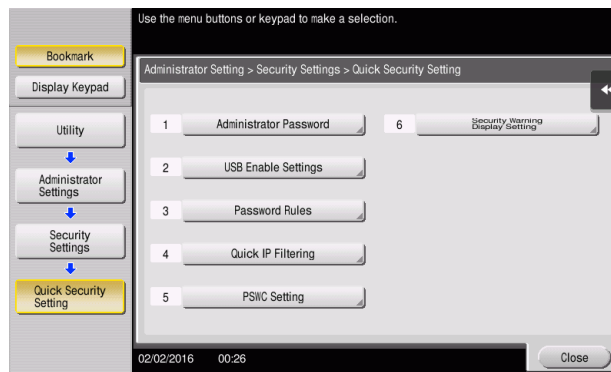 Use the menu buttons or keypad to make a selection.
Bookmark
Display Keypad
Utility
Administrator
Settings
Security
Settings
Quick Security
Setting
Administrator Setting > Security Settings > Quick Security Setting
1 Administrator Password
2 USB Enable Settings
3 Password Rules
4 Quick IP Filtering
5 PSWC Setting
6 Security Warning
Display Setting
02/02/2016 00:26
Close